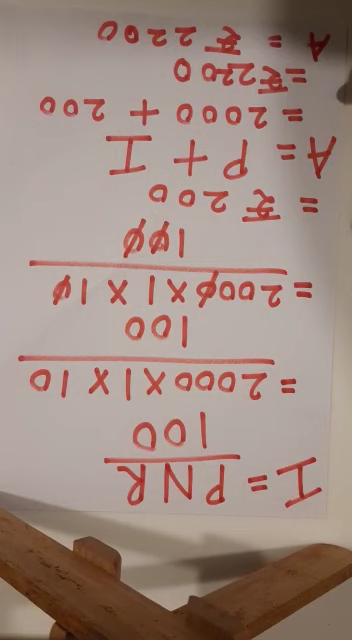 I = PNR
100
= 2000 X 1 X 10
100
= 2000 X 1 X 10
100
= ₹ 200
A = P + I
= 2000 + 200
= ₹ 2200
A = ₹ 2200